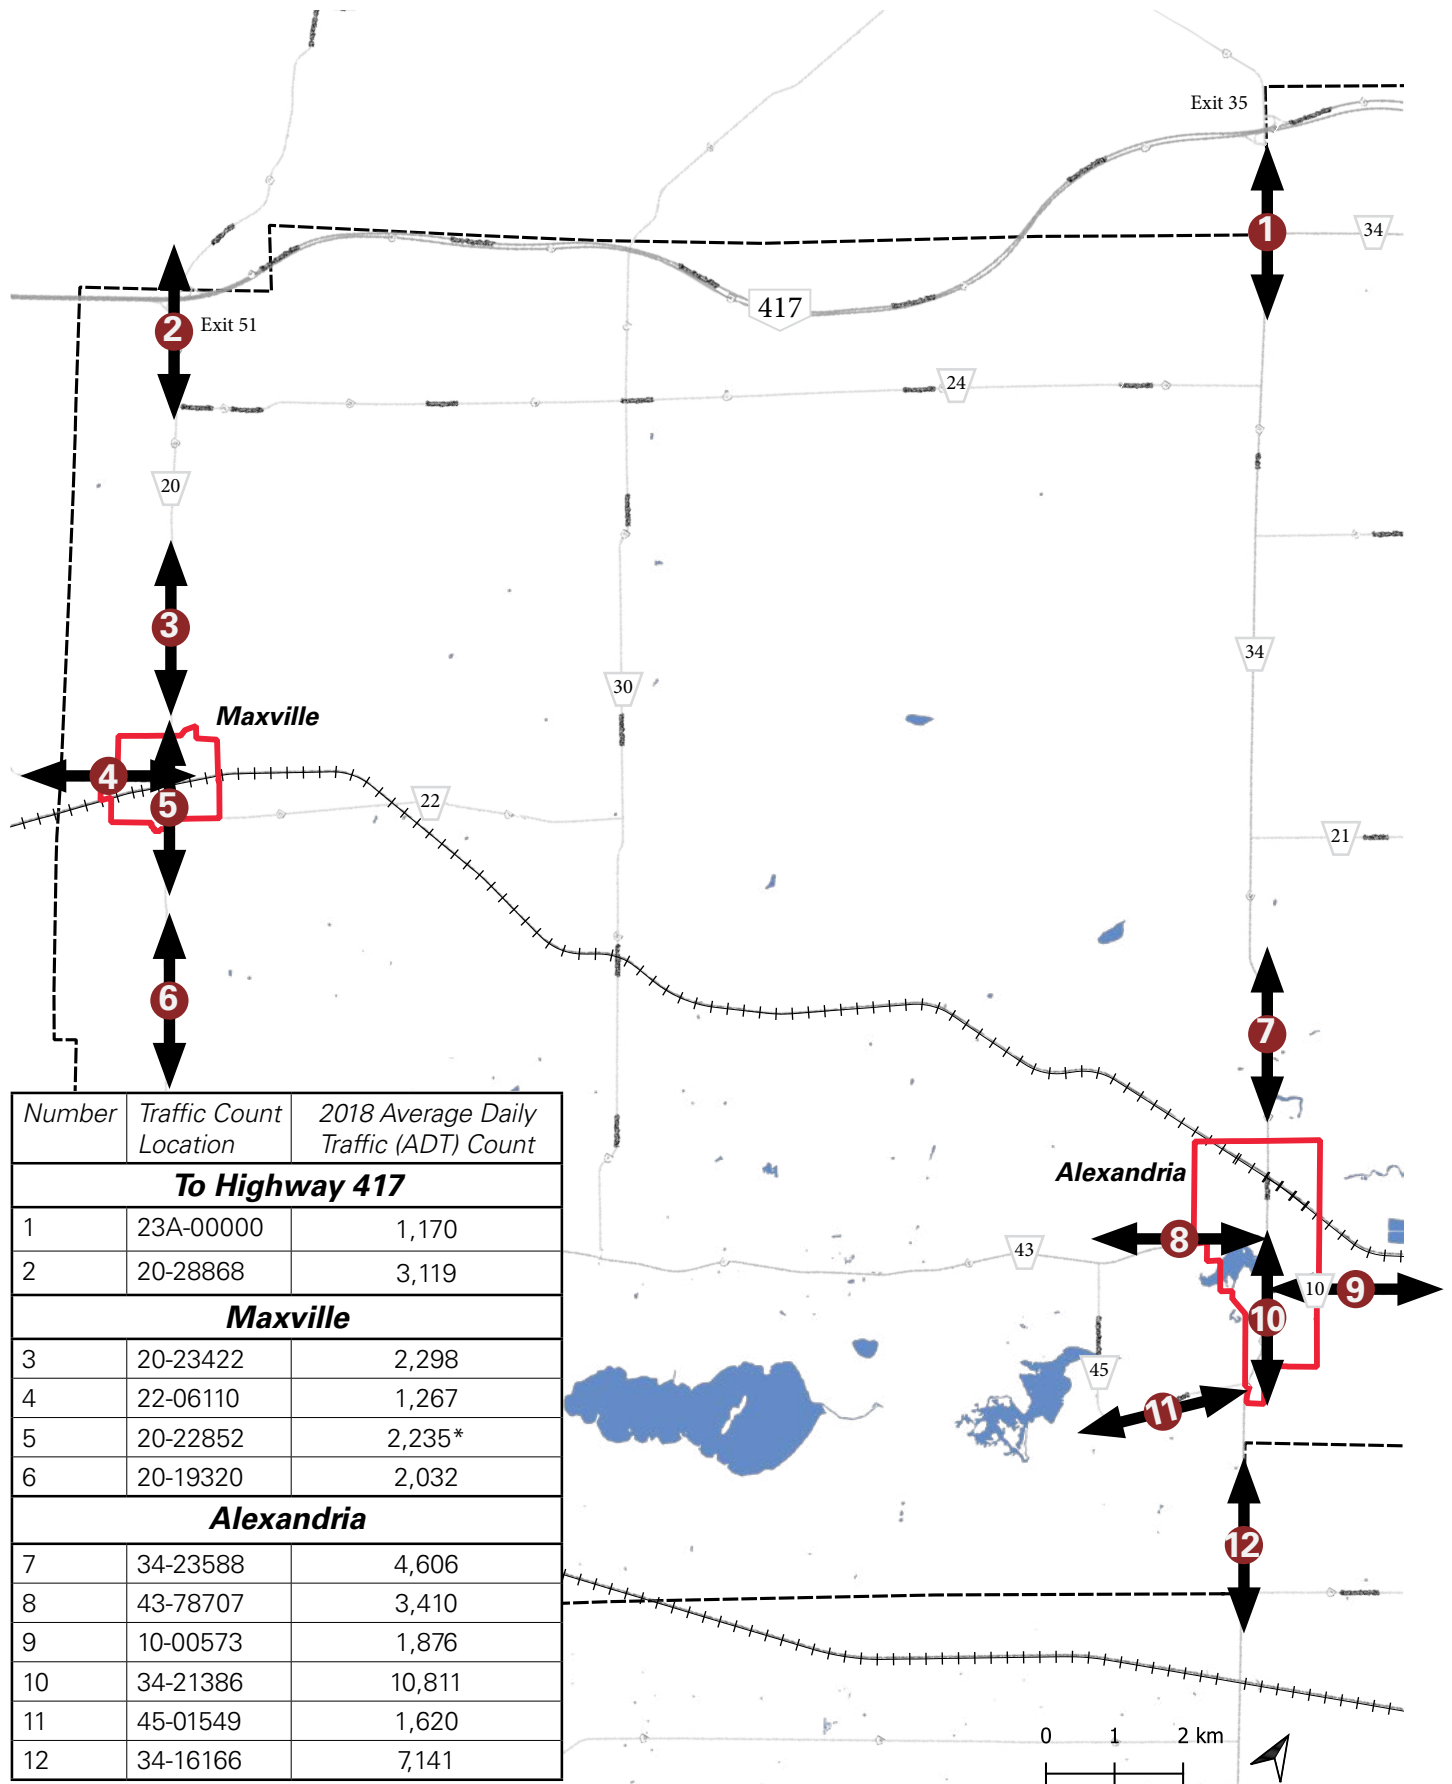 Exit 35
1
34
417
2
Exit 51
24
20
3
34
30
Maxville
4
5
22
21
6
7
Alexandria
8
43
10
9
10
45
11
12
Number Traffic Count Location 2018 Average Daily Traffic (ADT) Count
To Highway 417
1 23A-00000 1,170
2 20-28868 3,119
Maxville
3 20-23422 2,298
4 22-06110 1,267
5 20-22852 2,235*
6 20-19320 2,032
Alexandria
7 34-23588 4,606
8 43-78707 3,410
9 10-00573 1,876
10 34-21386 10,811
11 45-01549 1,620
12 34-16166 7,141
0 1 2 km